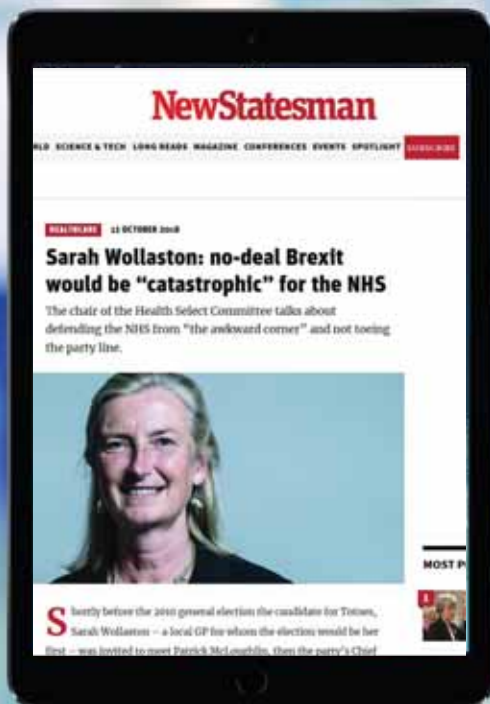 NewStatesman
SCIENCE & TECH LONG READS MAGAZINE CONFERENCES EVENTS SPOTLIGHT SUBSCRIBE
HEALTHCARE 12 OCTOBER 2018
Sarah Wollaston: no-deal Brexit
would be “catastrophic” for the NHS
The chair of the Health Select Committee talks about
defending the NHS from “the awkward corner” and not toeing
the party line.
MOST
1
Shortly before the 2010 general election the candidate for Totnes,
Sarah Wollaston – a local GP for whom the election would be her
first – was invited to meet Patrick McLoughlin, then the party’s Chief